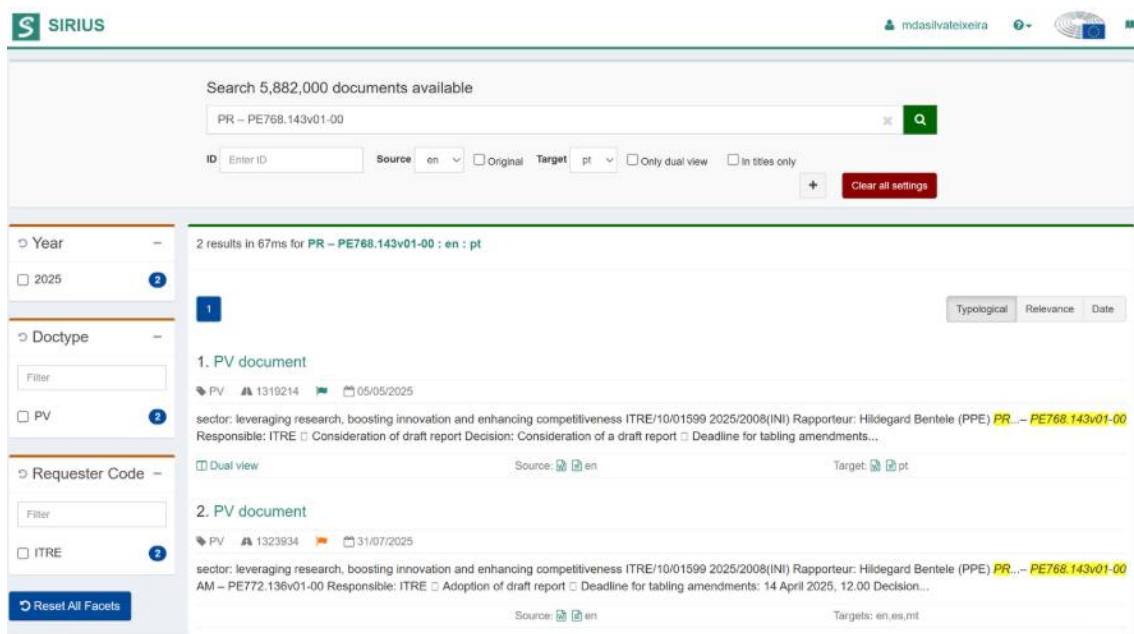 SIRIUS
mdasilvateixeira
Search 5,882,000 documents available
PR – PE768.143v01-00
ID Enter ID Source en Original Target pt Only dual view In titles only
+ Clear all settings
Year –
2025 2
Doctype –
Filter
PV 2
Requester Code –
Filter
ITRE 2
Reset All Facets
2 results in 67ms for PR – PE768.143v01-00 : en : pt
1
Typological Relevance Date
1. PV document
PV 1319214 05/05/2025
sector: leveraging research, boosting innovation and enhancing competitiveness ITRE/10/01599 2025/2008(INI) Rapporteur: Hildegard Bentele (PPE) PR...– PE768.143v01-00
Responsible: ITRE □ Consideration of draft report Decision: Consideration of a draft report □ Deadline for tabling amendments...
Dual view Source: en Target: pt
2. PV document
PV 1323934 31/07/2025
sector: leveraging research, boosting innovation and enhancing competitiveness ITRE/10/01599 2025/2008(INI) Rapporteur: Hildegard Bentele (PPE) PR...– PE768.143v01-00
AM – PE772.136v01-00 Responsible: ITRE □ Adoption of draft report □ Deadline for tabling amendments: 14 April 2025, 12.00 Decision...
Source: en Targets: en,es,mt